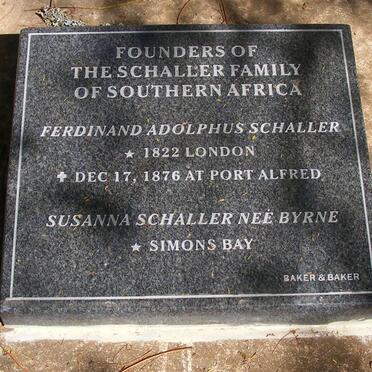 FOUNDERS OF
THE SCHALLER FAMILY
OF SOUTHERN AFRICA
FERDINAND ADOLPHUS SCHALLER
★ 1822 LONDON
✝ DEC 17, 1876 AT PORT ALFRED
SUSANNA SCHALLER NEÉ BYRNE
★ SIMONS BAY
BAKER & BAKER